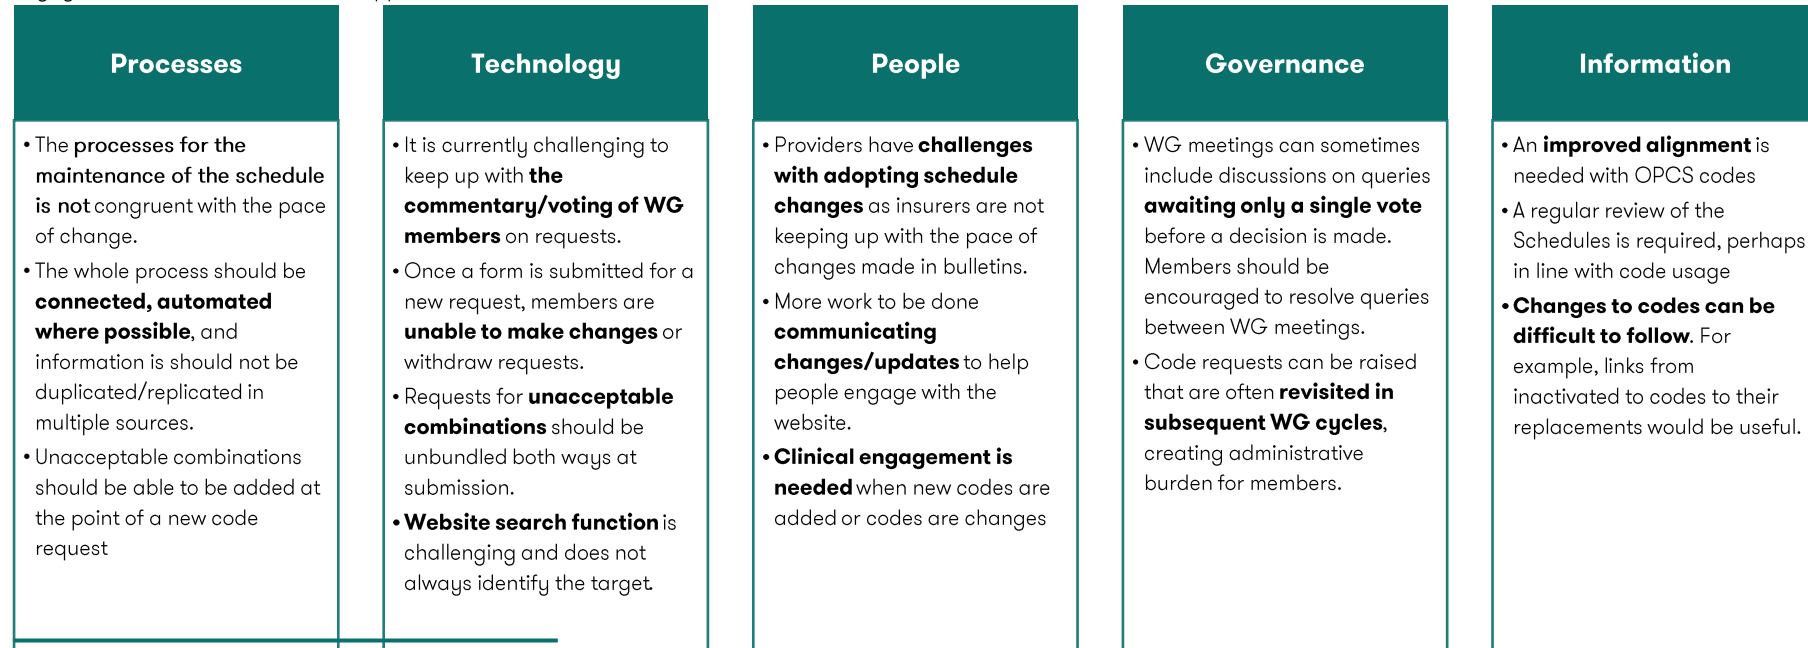 Processes
• The processes for the
maintenance of the schedule
is not congruent with the pace
of change.
• The whole process should be
connected, automated
where possible, and
information is should not be
duplicated/replicated in
multiple sources.
• Unacceptable combinations
should be able to be added at
the point of a new code
request
Technology
• It is currently challenging to
keep up with the
commentary/voting of WG
members on requests.
• Once a form is submitted for a
new request, members are
unable to make changes or
withdraw requests.
• Requests for unacceptable
combinations should be
unbundled both ways at
submission.
• Website search function is
challenging and does not
always identify the target.
People
• Providers have challenges
with adopting schedule
changes as insurers are not
keeping up with the pace of
changes made in bulletins.
• More work to be done
communicating
changes/updates to help
people engage with the
website.
• Clinical engagement is
needed when new codes are
added or codes are changes
Governance
• WG meetings can sometimes
include discussions on queries
awaiting only a single vote
before a decision is made.
Members should be
encouraged to resolve queries
between WG meetings.
• Code requests can be raised
that are often revisited in
subsequent WG cycles,
creating administrative
burden for members.
Information
• An improved alignment is
needed with OPCS codes
• A regular review of the
Schedules is required, perhaps
in line with code usage
• Changes to codes can be
difficult to follow. For
example, links from
inactivated to codes to their
replacements would be useful.